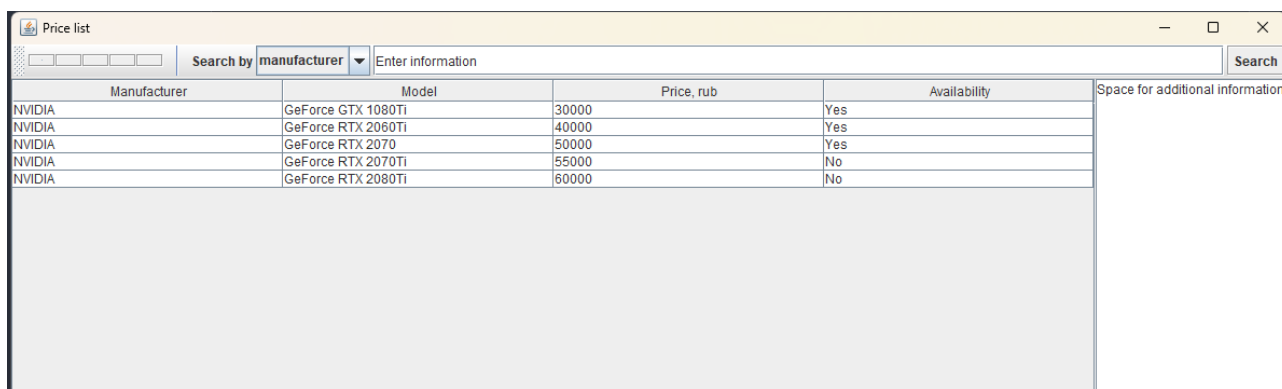 Price list
Search by manufacturer Enter information Search
Manufacturer Model Price, rub Availability Space for additional information
NVIDIA GeForce GTX 1080Ti 30000 Yes
NVIDIA GeForce RTX 2060Ti 40000 Yes
NVIDIA GeForce RTX 2070 50000 Yes
NVIDIA GeForce RTX 2070Ti 55000 No
NVIDIA GeForce RTX 2080Ti 60000 No